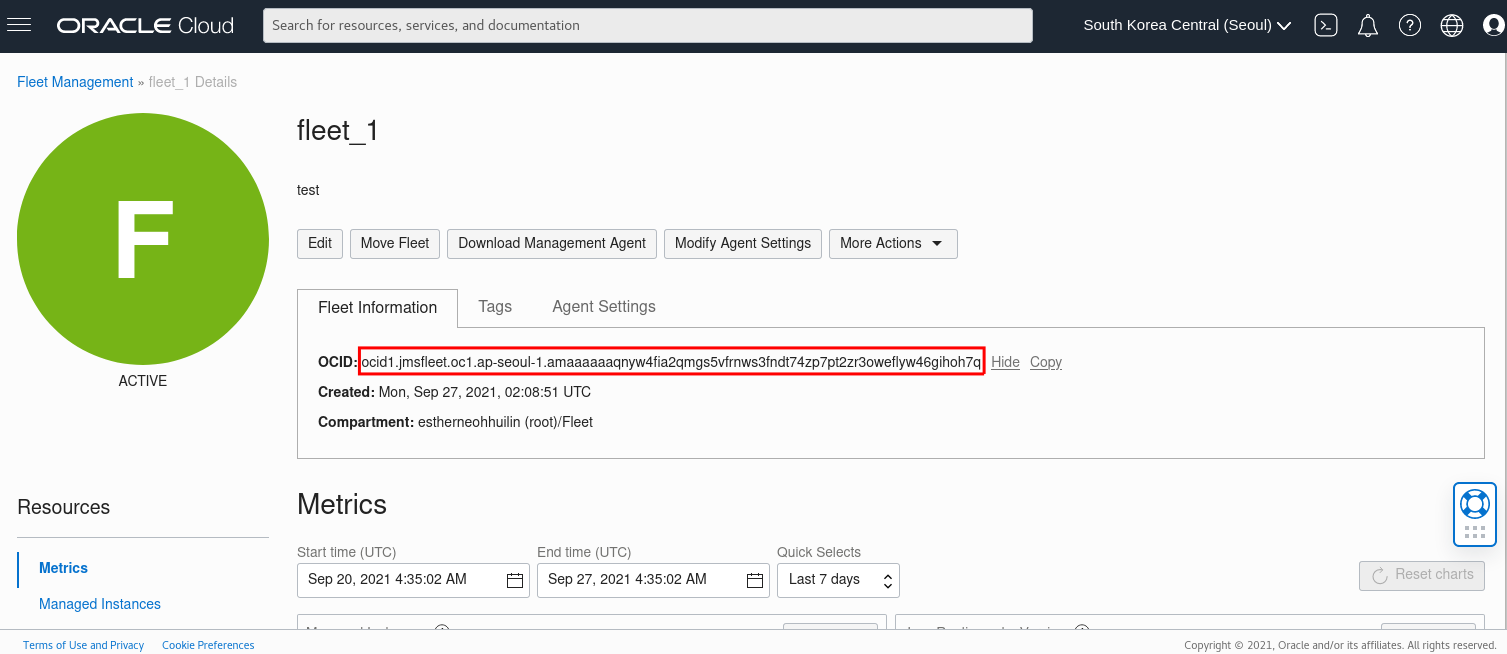 ORACLE Cloud
Search for resources, services, and documentation
South Korea Central (Seoul)
Fleet Management » fleet_1 Details
F
ACTIVE
fleet_1
test
Edit
Move Fleet
Download Management Agent
Modify Agent Settings
More Actions
Fleet Information
Tags
Agent Settings
OCID: ocid1.jmsfleet.oc1.ap-seoul-1.amaaaaaaqnyw4fia2qmgs5vfrnws3fndt74zp7pt2zr3oweflyw46gihoh7q Hide Copy
Created: Mon, Sep 27, 2021, 02:08:51 UTC
Compartment: estherneohhuilin (root)/Fleet
Resources
Metrics
Managed Instances
Metrics
Start time (UTC)
End time (UTC)
Quick Selects
Sep 20, 2021 4:35:02 AM
Sep 27, 2021 4:35:02 AM
Last 7 days
Reset charts
Terms of Use and Privacy
Cookie Preferences
Copyright © 2021, Oracle and/or its affiliates. All rights reserved.